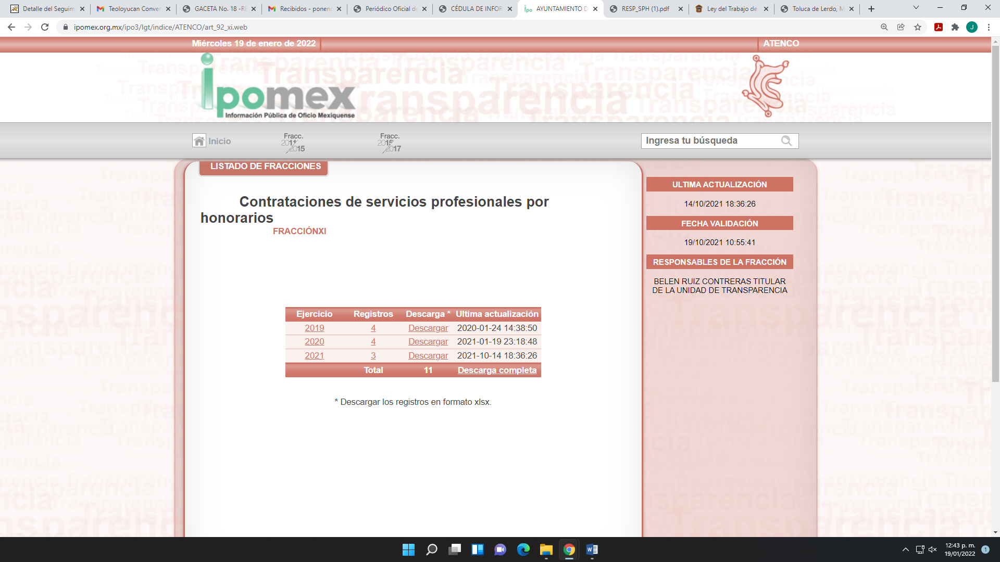 Detalle del Seguim
Teoloyucan Conver
GACETA No. 18 -RE
Recibidos - ponenc
Periódico Oficial de
CÉDULA DE INFOR
AYUNTAMIENTO D
RESP_SPH (1).pdf
Ley del Trabajo de
Toluca de Lerdo, M
ipomex.org.mx/ipo3/lgt/indice/ATENCO/art_92_xi.web
J
Miércoles 19 de enero de 2022
ATENCO
ipomex
Información Pública de Oficio Mexiquense
Inicio
Fracc.
2011/2015
Fracc.
2015/2017
Ingresa tu búsqueda
LISTADO DE FRACCIONES
Contrataciones de servicios profesionales por
honorarios
FRACCIÓNXI
Ejercicio Registros Descarga * Ultima actualización
2019 4 Descargar 2020-01-24 14:38:50
2020 4 Descargar 2021-01-19 23:18:48
2021 3 Descargar 2021-10-14 18:36:26
Total 11 Descarga completa
* Descargar los registros en formato xlsx.
ULTIMA ACTUALIZACIÓN
14/10/2021 18:36:26
FECHA VALIDACIÓN
19/10/2021 10:55:41
RESPONSABLES DE LA FRACCIÓN
BELEN RUIZ CONTRERAS TITULAR
DE LA UNIDAD DE TRANSPARENCIA
12:43 p. m.
19/01/2022
1